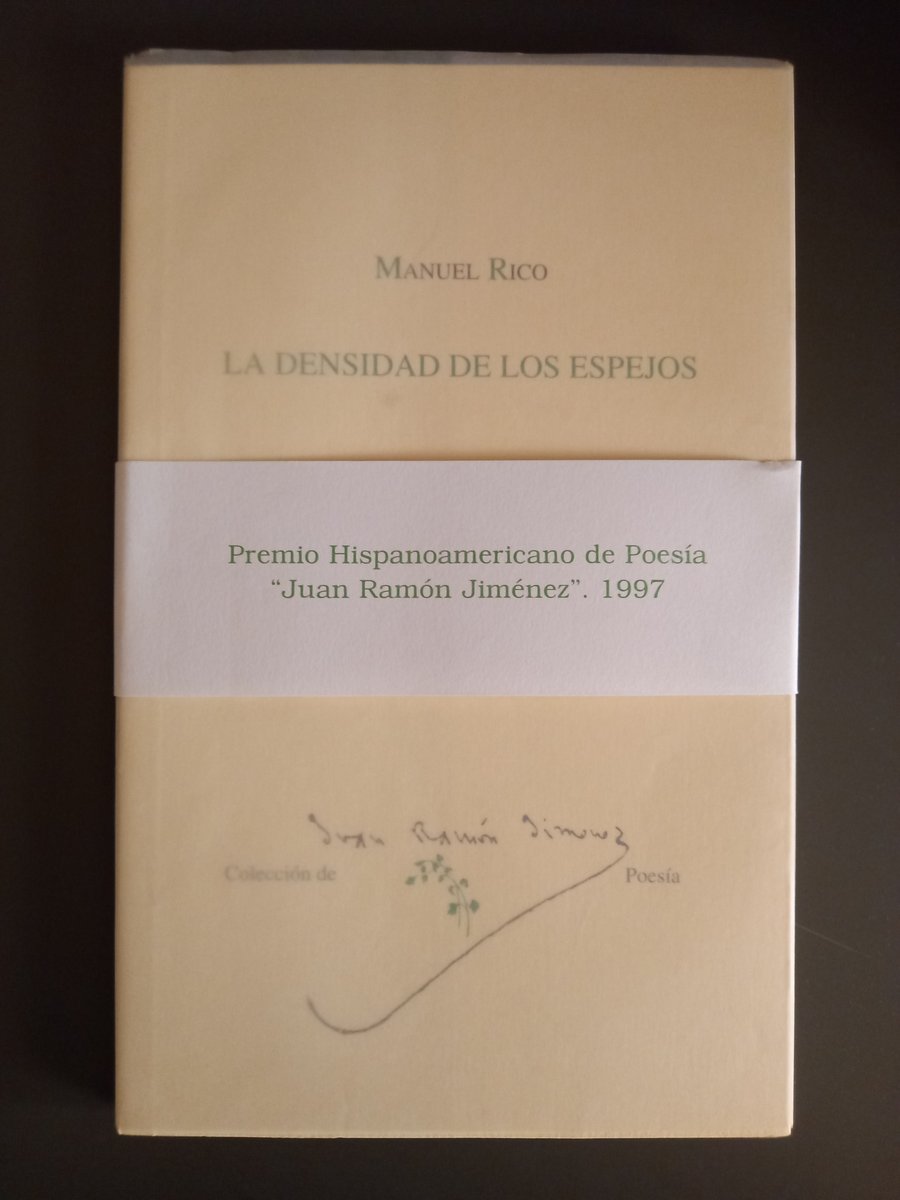 MANUEL RICO
LA DENSIDAD DE LOS ESPEJOS
Premio Hispanoamericano de Poesía
“Juan Ramón Jiménez”. 1997
Juan Ramón Jimenez
Colección de Poesía